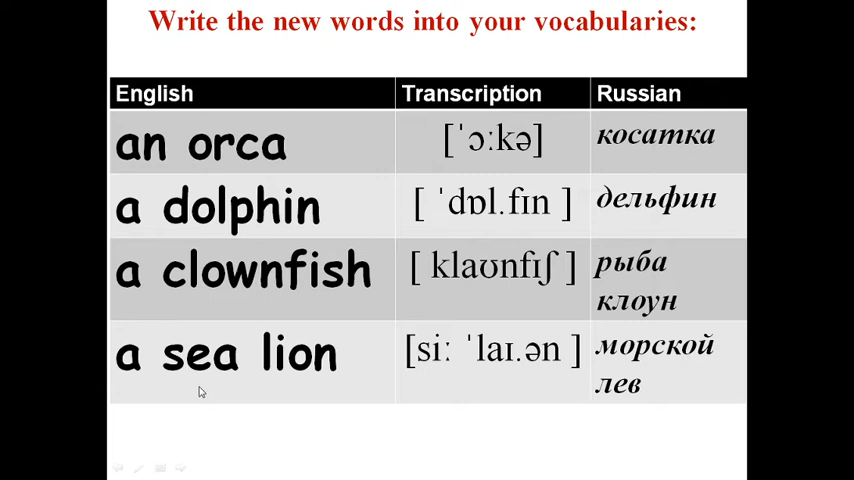 Write the new words into your vocabularies:
English Transcription Russian
an orca [ˈɔːkə] косатка
a dolphin [ ˈdɒl.fɪn ] дельфин
a clownfish [ klaʊnfɪʃ ] рыба
клоун
a sea lion [siː ˈlaɪ.ən ] морской
лев